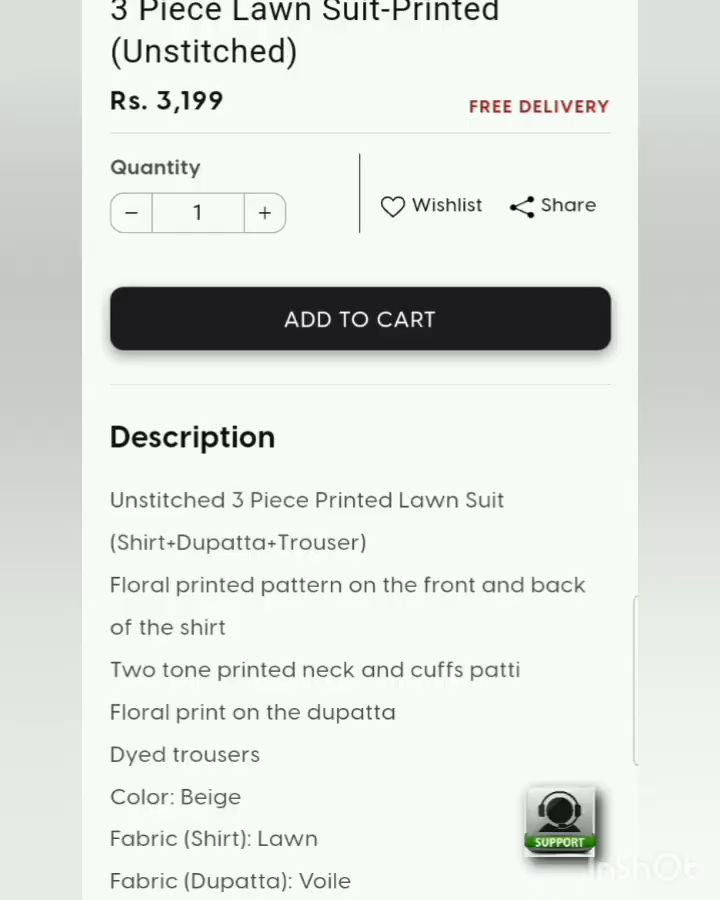 3 Piece Lawn Suit-Printed
(Unstitched)
Rs. 3,199
FREE DELIVERY
Quantity
− 1 +
Wishlist
Share
ADD TO CART
Description
Unstitched 3 Piece Printed Lawn Suit
(Shirt+Dupatta+Trouser)
Floral printed pattern on the front and back
of the shirt
Two tone printed neck and cuffs patti
Floral print on the dupatta
Dyed trousers
Color: Beige
Fabric (Shirt): Lawn
Fabric (Dupatta): Voile
SUPPORT
InShOt